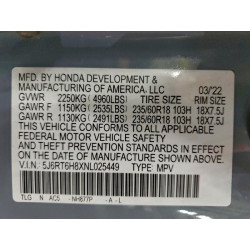 MFD. BY HONDA DEVELOPMENT &
MANUFACTURING OF AMERICA, LLC 03/'22
GVWR 2250KG (4960LBS) TIRE SIZE RIM SIZE
GAWR F 1150KG (2535LBS) 235/60R18 103H 18X7.5J
GAWR R 1130KG (2491LBS) 235/60R18 103H 18X7.5J
THIS VEHICLE CONFORMS TO ALL APPLICABLE
FEDERAL MOTOR VEHICLE SAFETY, BUMPER,
AND THEFT PREVENTION STANDARDS IN EFFECT
ON THE DATE OF MANUFACTURE SHOWN ABOVE.
V.I.N.: 5J6RT6H8XNL025449 TYPE: MPV
TLG N AC5 -NH877P -A-L